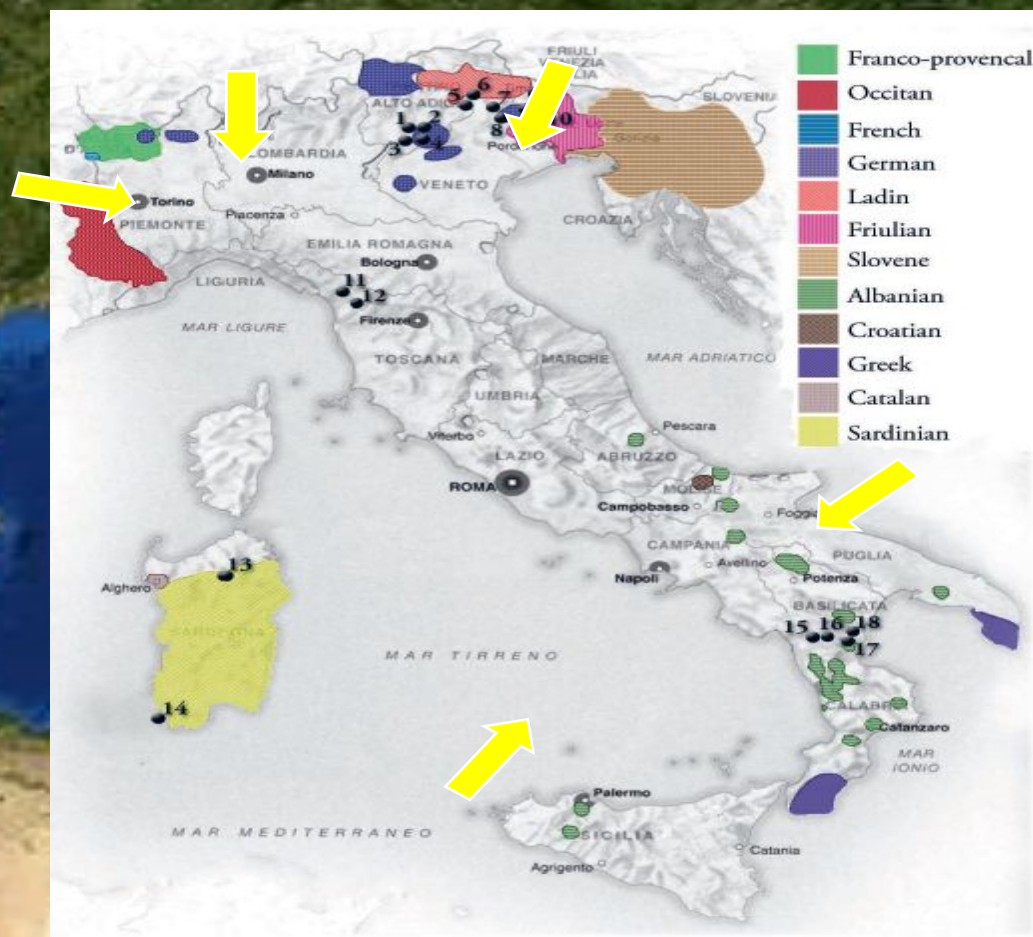 FRIULI
VENEZIA
SLOVENI
ALTO ADIG
LOMBARDIA
Milano
Torino
PIEMONTE
Piacenza
VENETO
CROAZIA
EMILIA ROMAGNA
Bologna
LIGURIA
MAR LIGURE
Firenze
TOSCANA
MARCHE
MAR ADRIATICO
UMBRIA
Viterbo
LAZIO
ABRUZZO
Pescara
ROMA
Campobasso
Foggia
CAMPANIA
PUGLIA
Napoli
Avellino
Potenza
BASILICATA
Alghero
MAR TIRRENO
Catanzaro
MAR
IONIO
Palermo
MAR MEDITERRANEO
SICILIA
Catania
Agrigento
1
2
3
4
5
6
7
8
10
11
12
13
14
15
16
18
17
Franco-provencal
Occitan
French
German
Ladin
Friulian
Slovene
Albanian
Croatian
Greek
Catalan
Sardinian